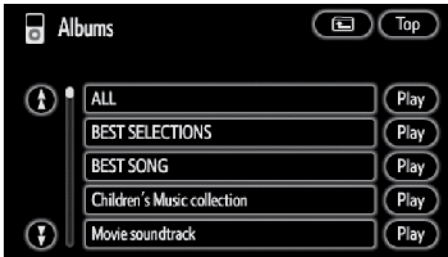 Albums
Top
ALL
Play
BEST SELECTIONS
Play
BEST SONG
Play
Children's Music collection
Play
Movie soundtrack
Play